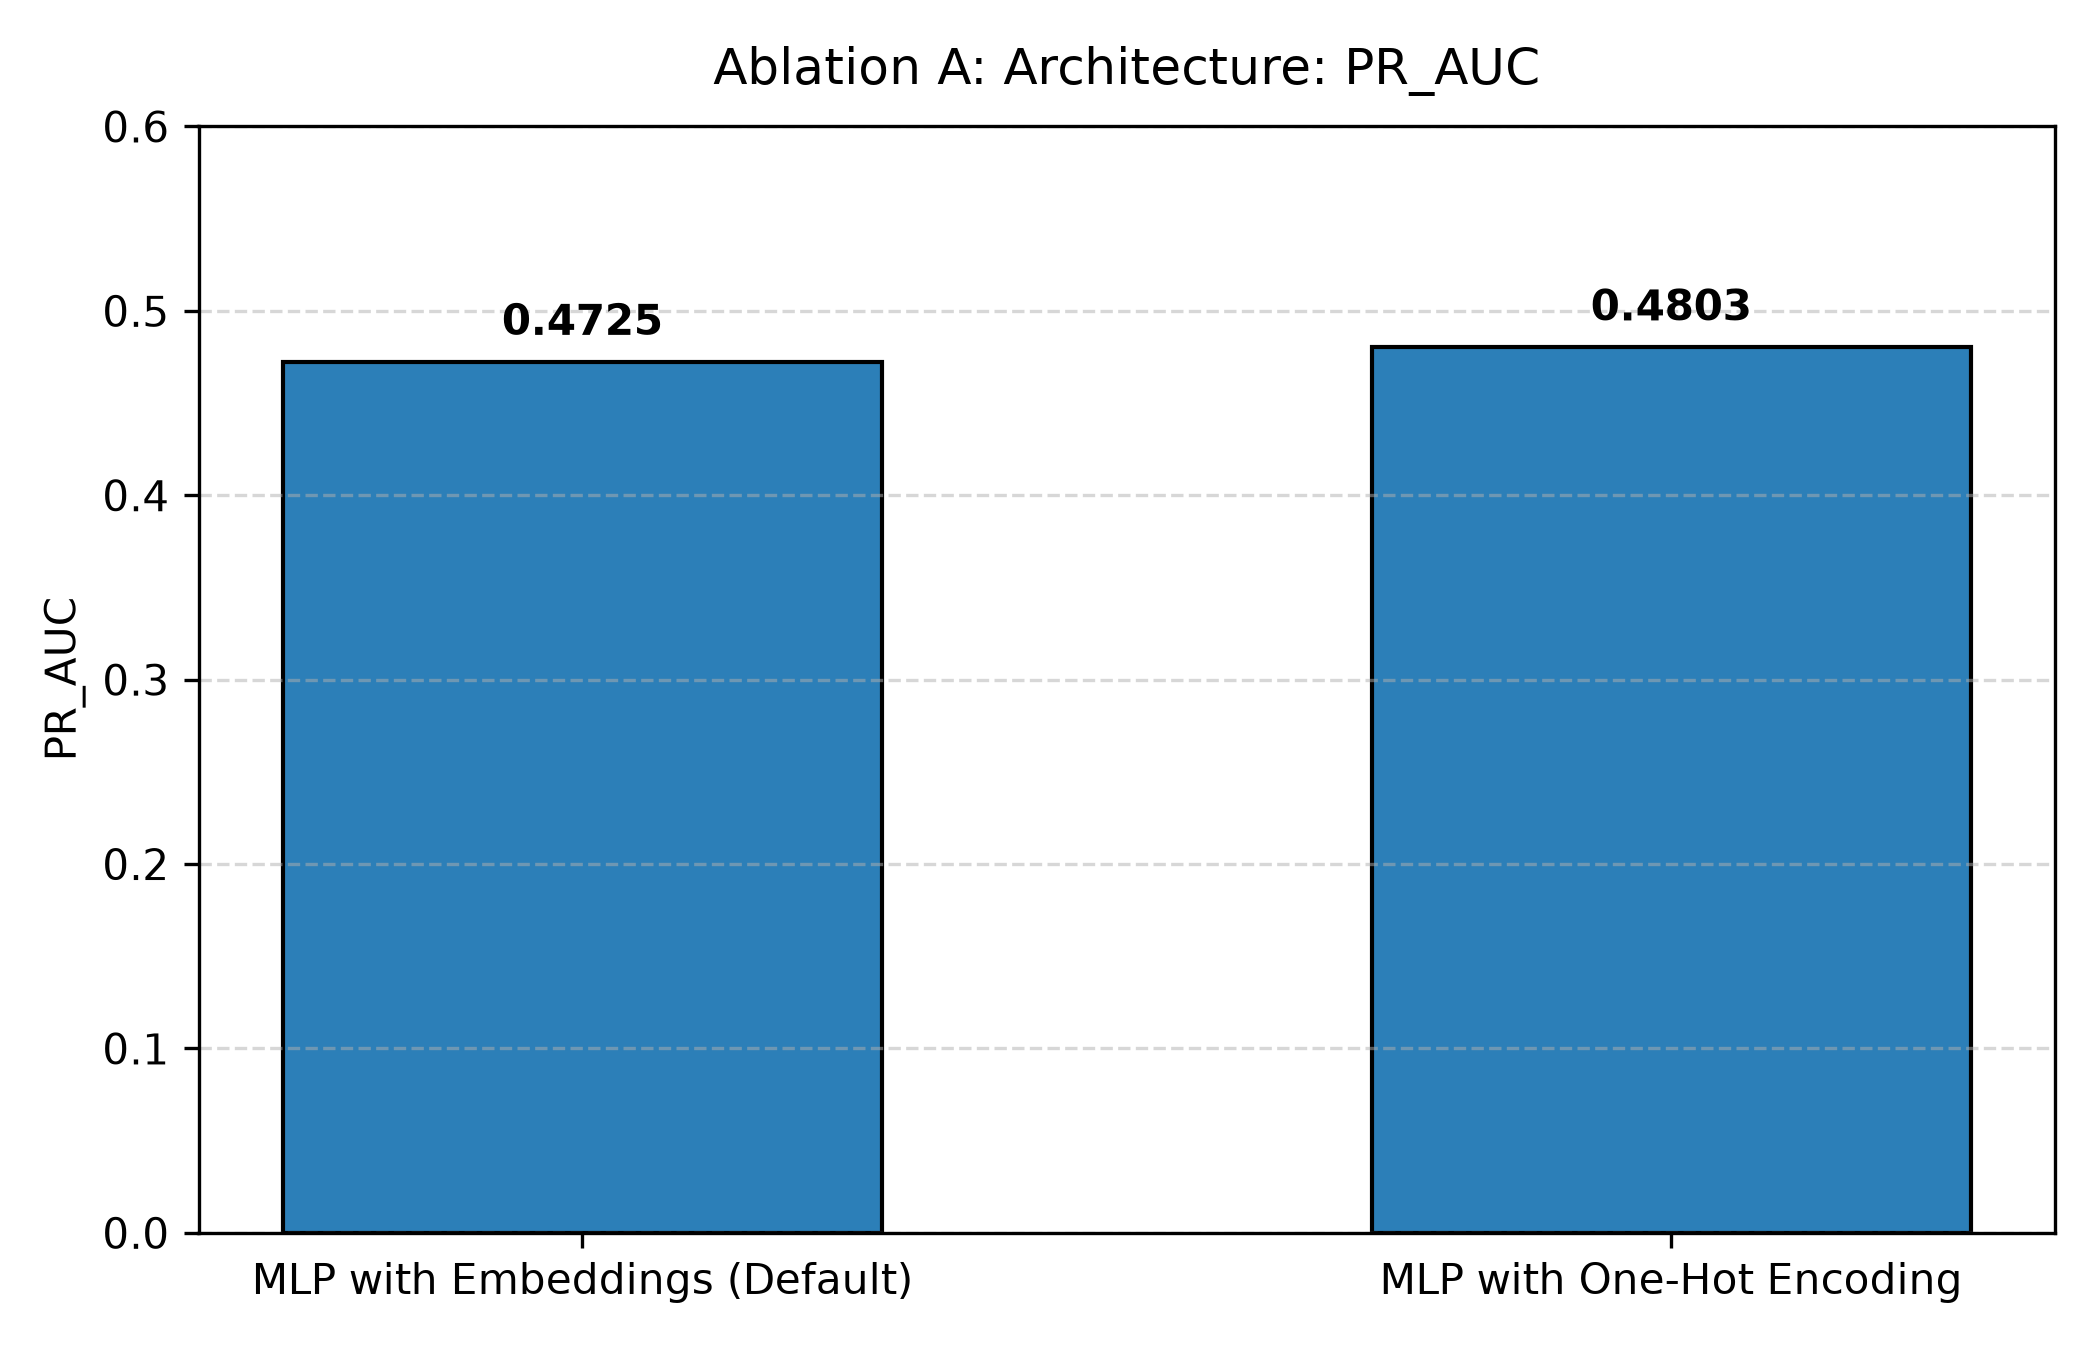 Ablation A: Architecture: PR_AUC
0.6
0.5
0.4
0.3
0.2
0.1
0.0
PR_AUC
0.4725
0.4803
MLP with Embeddings (Default)
MLP with One-Hot Encoding